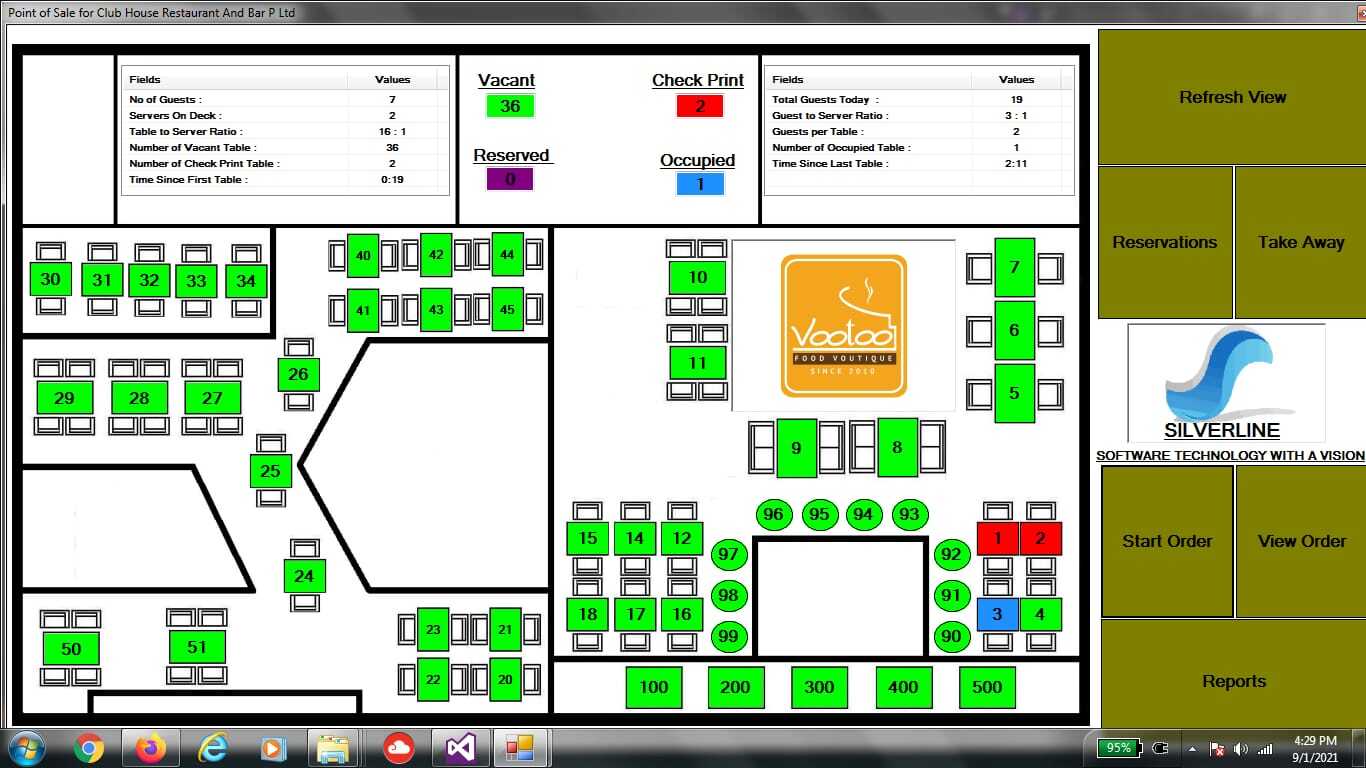 Point of Sale for Club House Restaurant And Bar P Ltd
Fields Values
No of Guests : 7
Servers On Deck : 2
Table to Server Ratio : 16 : 1
Number of Vacant Table : 36
Number of Check Print Table : 2
Time Since First Table : 0:19
Vacant
36
Check Print
2
Reserved
0
Occupied
1
Fields Values
Total Guests Today : 19
Guest to Server Ratio : 3 : 1
Guests per Table : 2
Number of Occupied Table : 1
Time Since Last Table : 2:11
Refresh View
Reservations
Take Away
SILVERLINE
SOFTWARE TECHNOLOGY WITH A VISION
Start Order
View Order
Reports
30 31 32 33 34
40 42 44
41 43 45
29 28 27
26
25
24
50 51
23 21
22 20
10
11
Vootoo
FOOD VOUTIQUE
SINCE 2010
7
6
5
9 8
96 95 94 93
15 14 12
97
92
1 2
98
91
18 17 16
3 4
99
90
100 200 300 400 500
95%
4:29 PM
9/1/2021